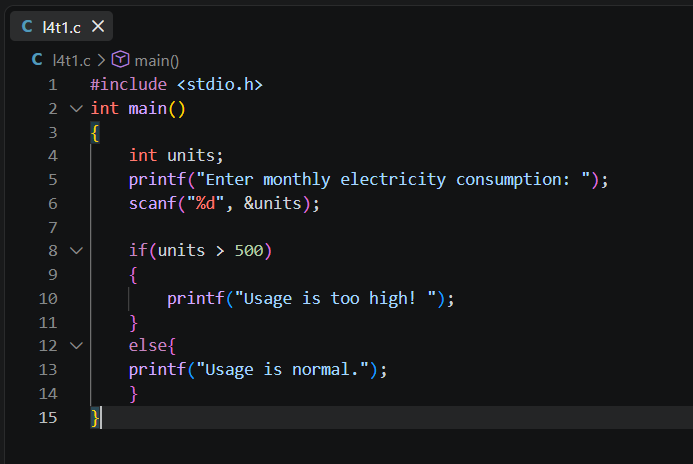 C l4t1.c ×
C l4t1.c > main()
1 #include <stdio.h>
2 int main()
3 {
4     int units;
5     printf("Enter monthly electricity consumption: ");
6     scanf("%d", &units);
7
8     if(units > 500)
9     {
10         printf("Usage is too high! ");
11     }
12     else{
13     printf("Usage is normal.");
14     }
15 }